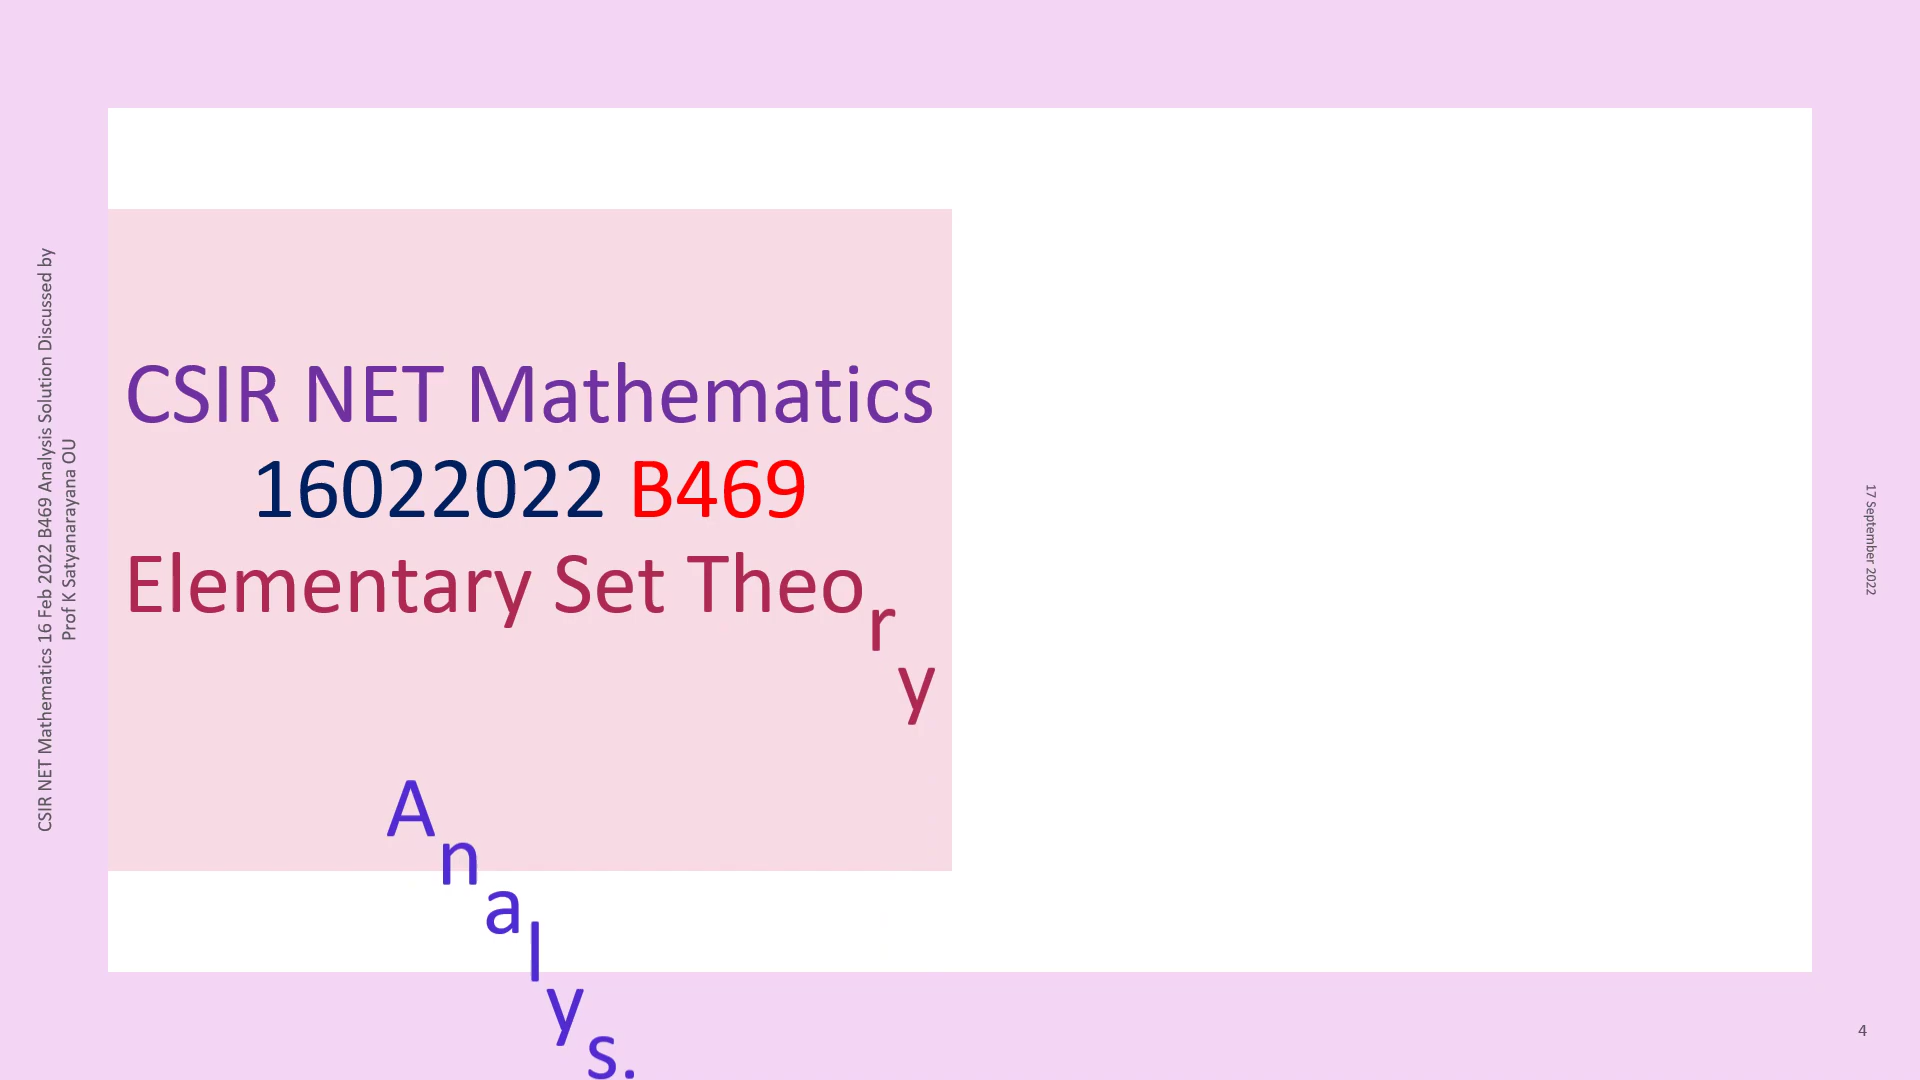 CSIR NET Mathematics 16 Feb 2022 B469 Analysis Solution Discussed by
Prof K Satyanarayana OU
CSIR NET Mathematics
16022022 B469
Elementary Set Theory
Analys
17 September 2022
4